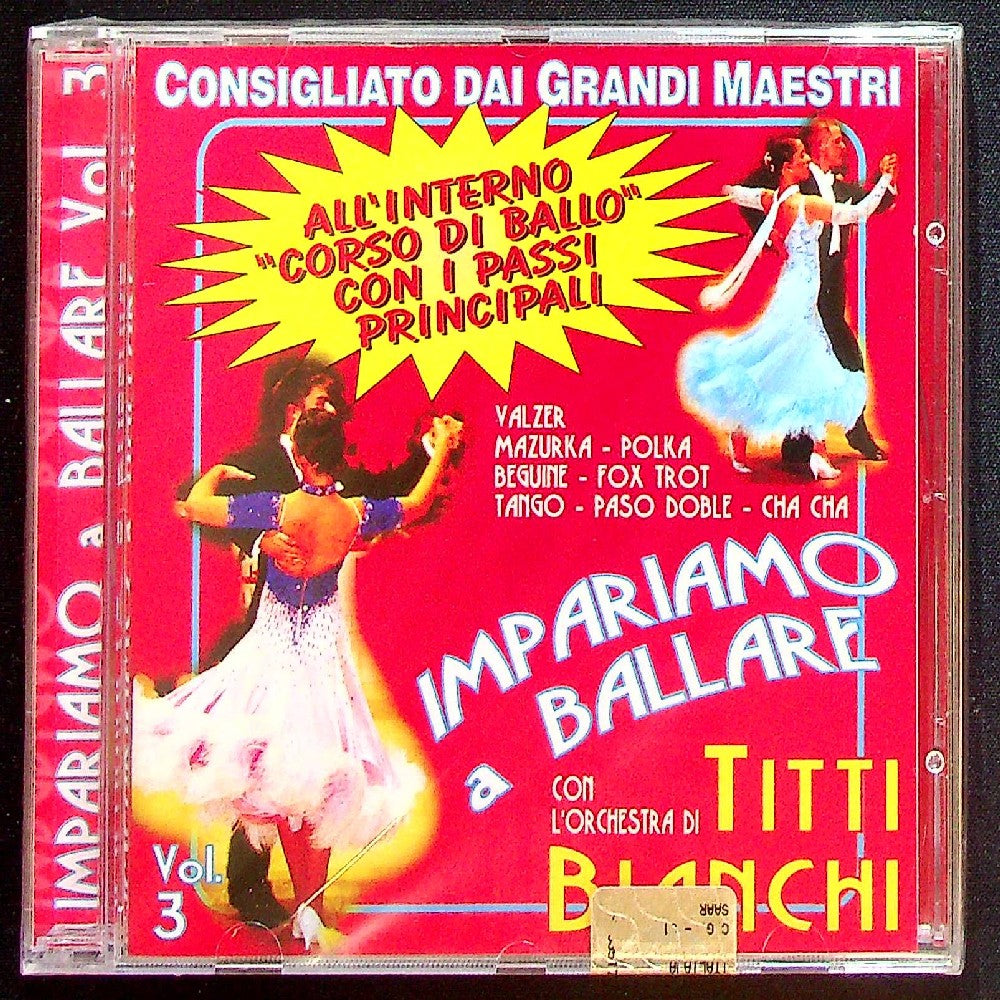 IMPARIAMO a BALLARE Vol. 3
CONSIGLIATO DAI GRANDI MAESTRI
ALL'INTERNO
"CORSO DI BALLO"
CON I PASSI
PRINCIPALI
VALZER
MAZURKA - POLKA
BEGUINE - FOX TROT
TANGO - PASO DOBLE - CHA CHA
IMPARIAMO
a BALLARE
CON
L'ORCHESTRA DI
TITTI
BIANCHI
Vol.
3
SAAR